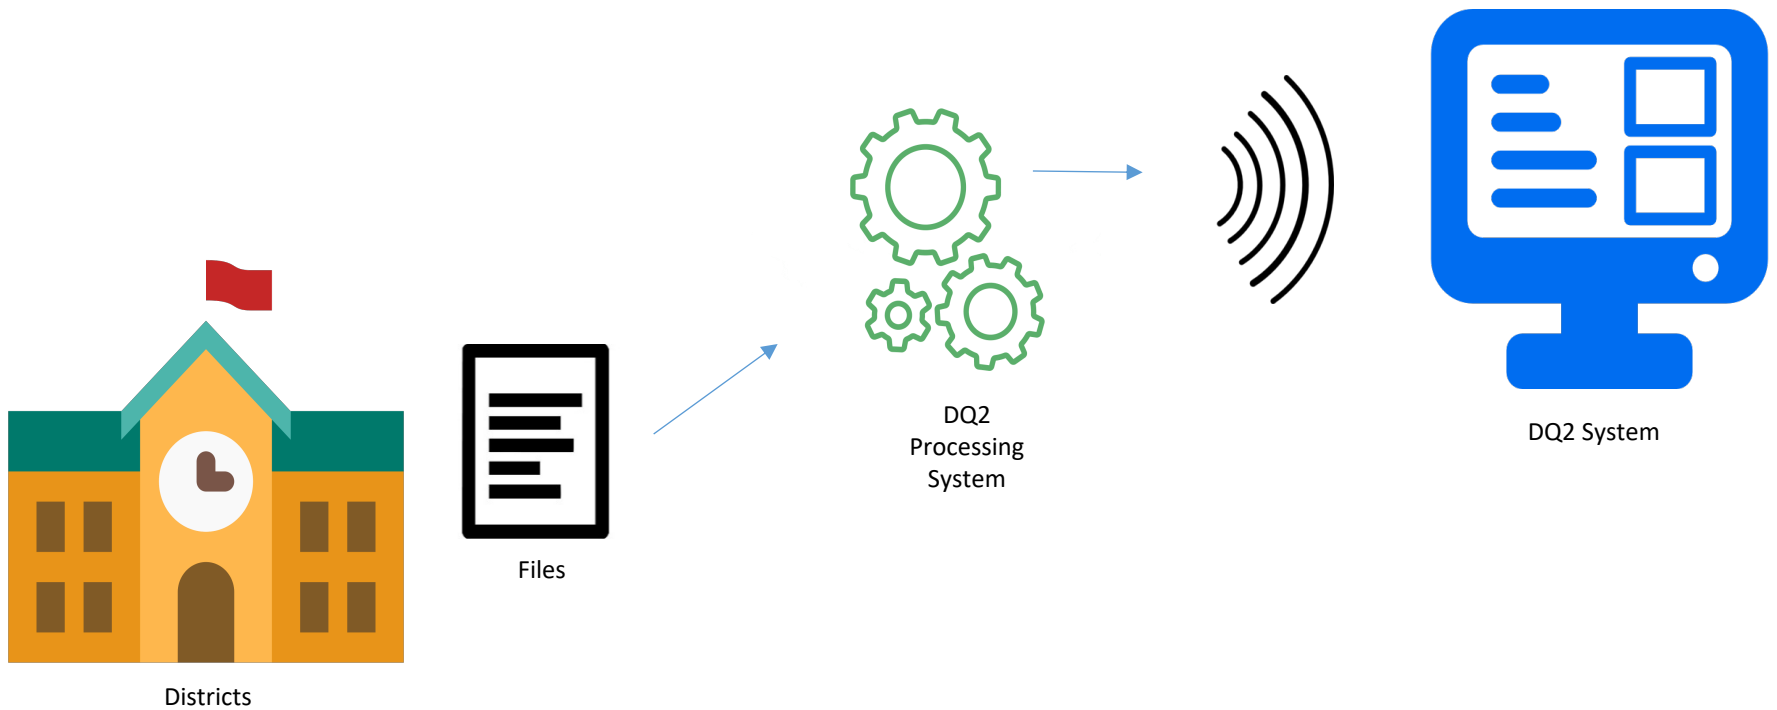 Districts
Files
DQ2
Processing
System
DQ2 System